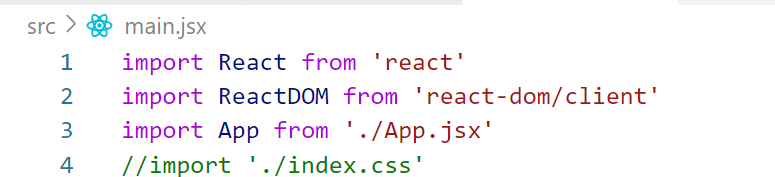 src > main.jsx
1 import React from 'react'
2 import ReactDOM from 'react-dom/client'
3 import App from './App.jsx'
4 //import './index.css'